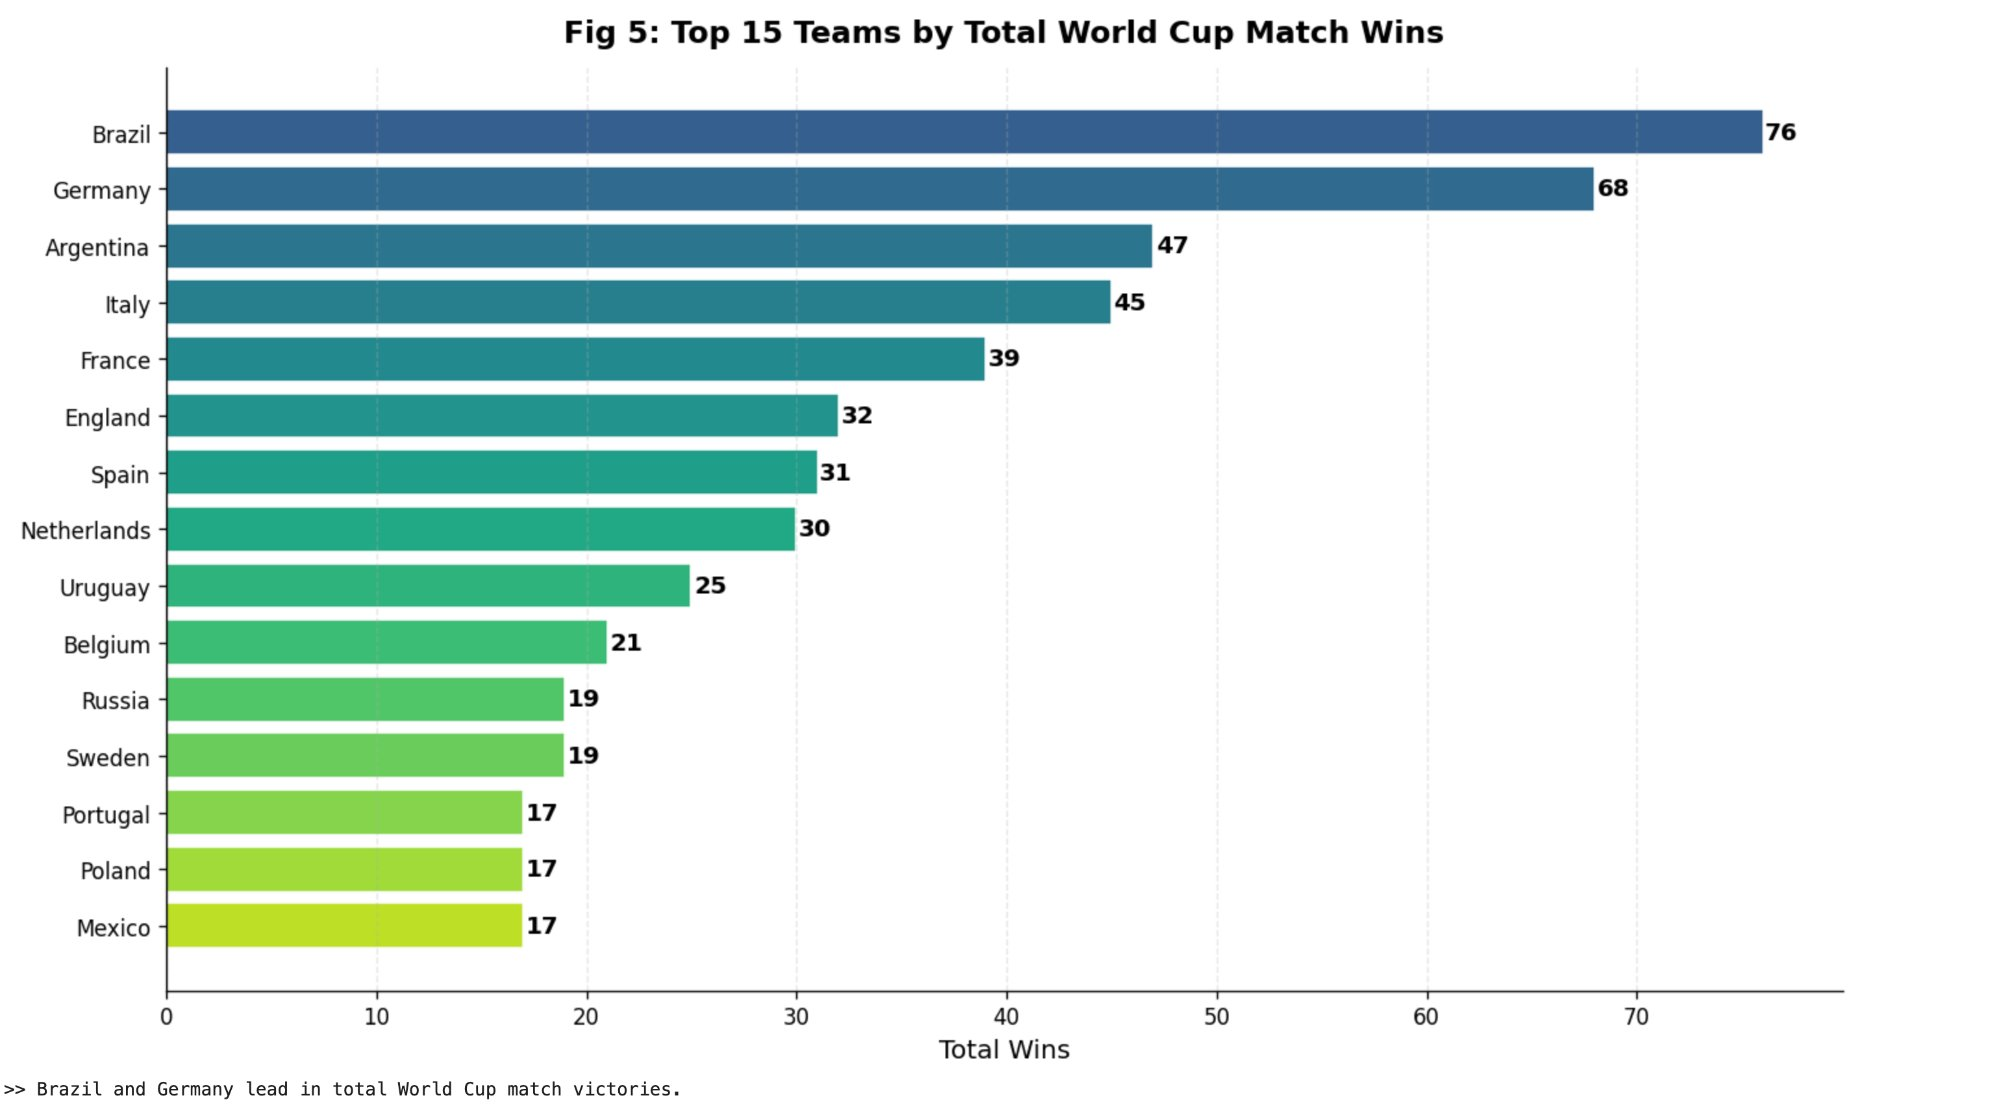 Fig 5: Top 15 Teams by Total World Cup Match Wins
Brazil 76
Germany 68
Argentina 47
Italy 45
France 39
England 32
Spain 31
Netherlands 30
Uruguay 25
Belgium 21
Russia 19
Sweden 19
Portugal 17
Poland 17
Mexico 17
0 10 20 30 40 50 60 70
Total Wins
>> Brazil and Germany lead in total World Cup match victories.